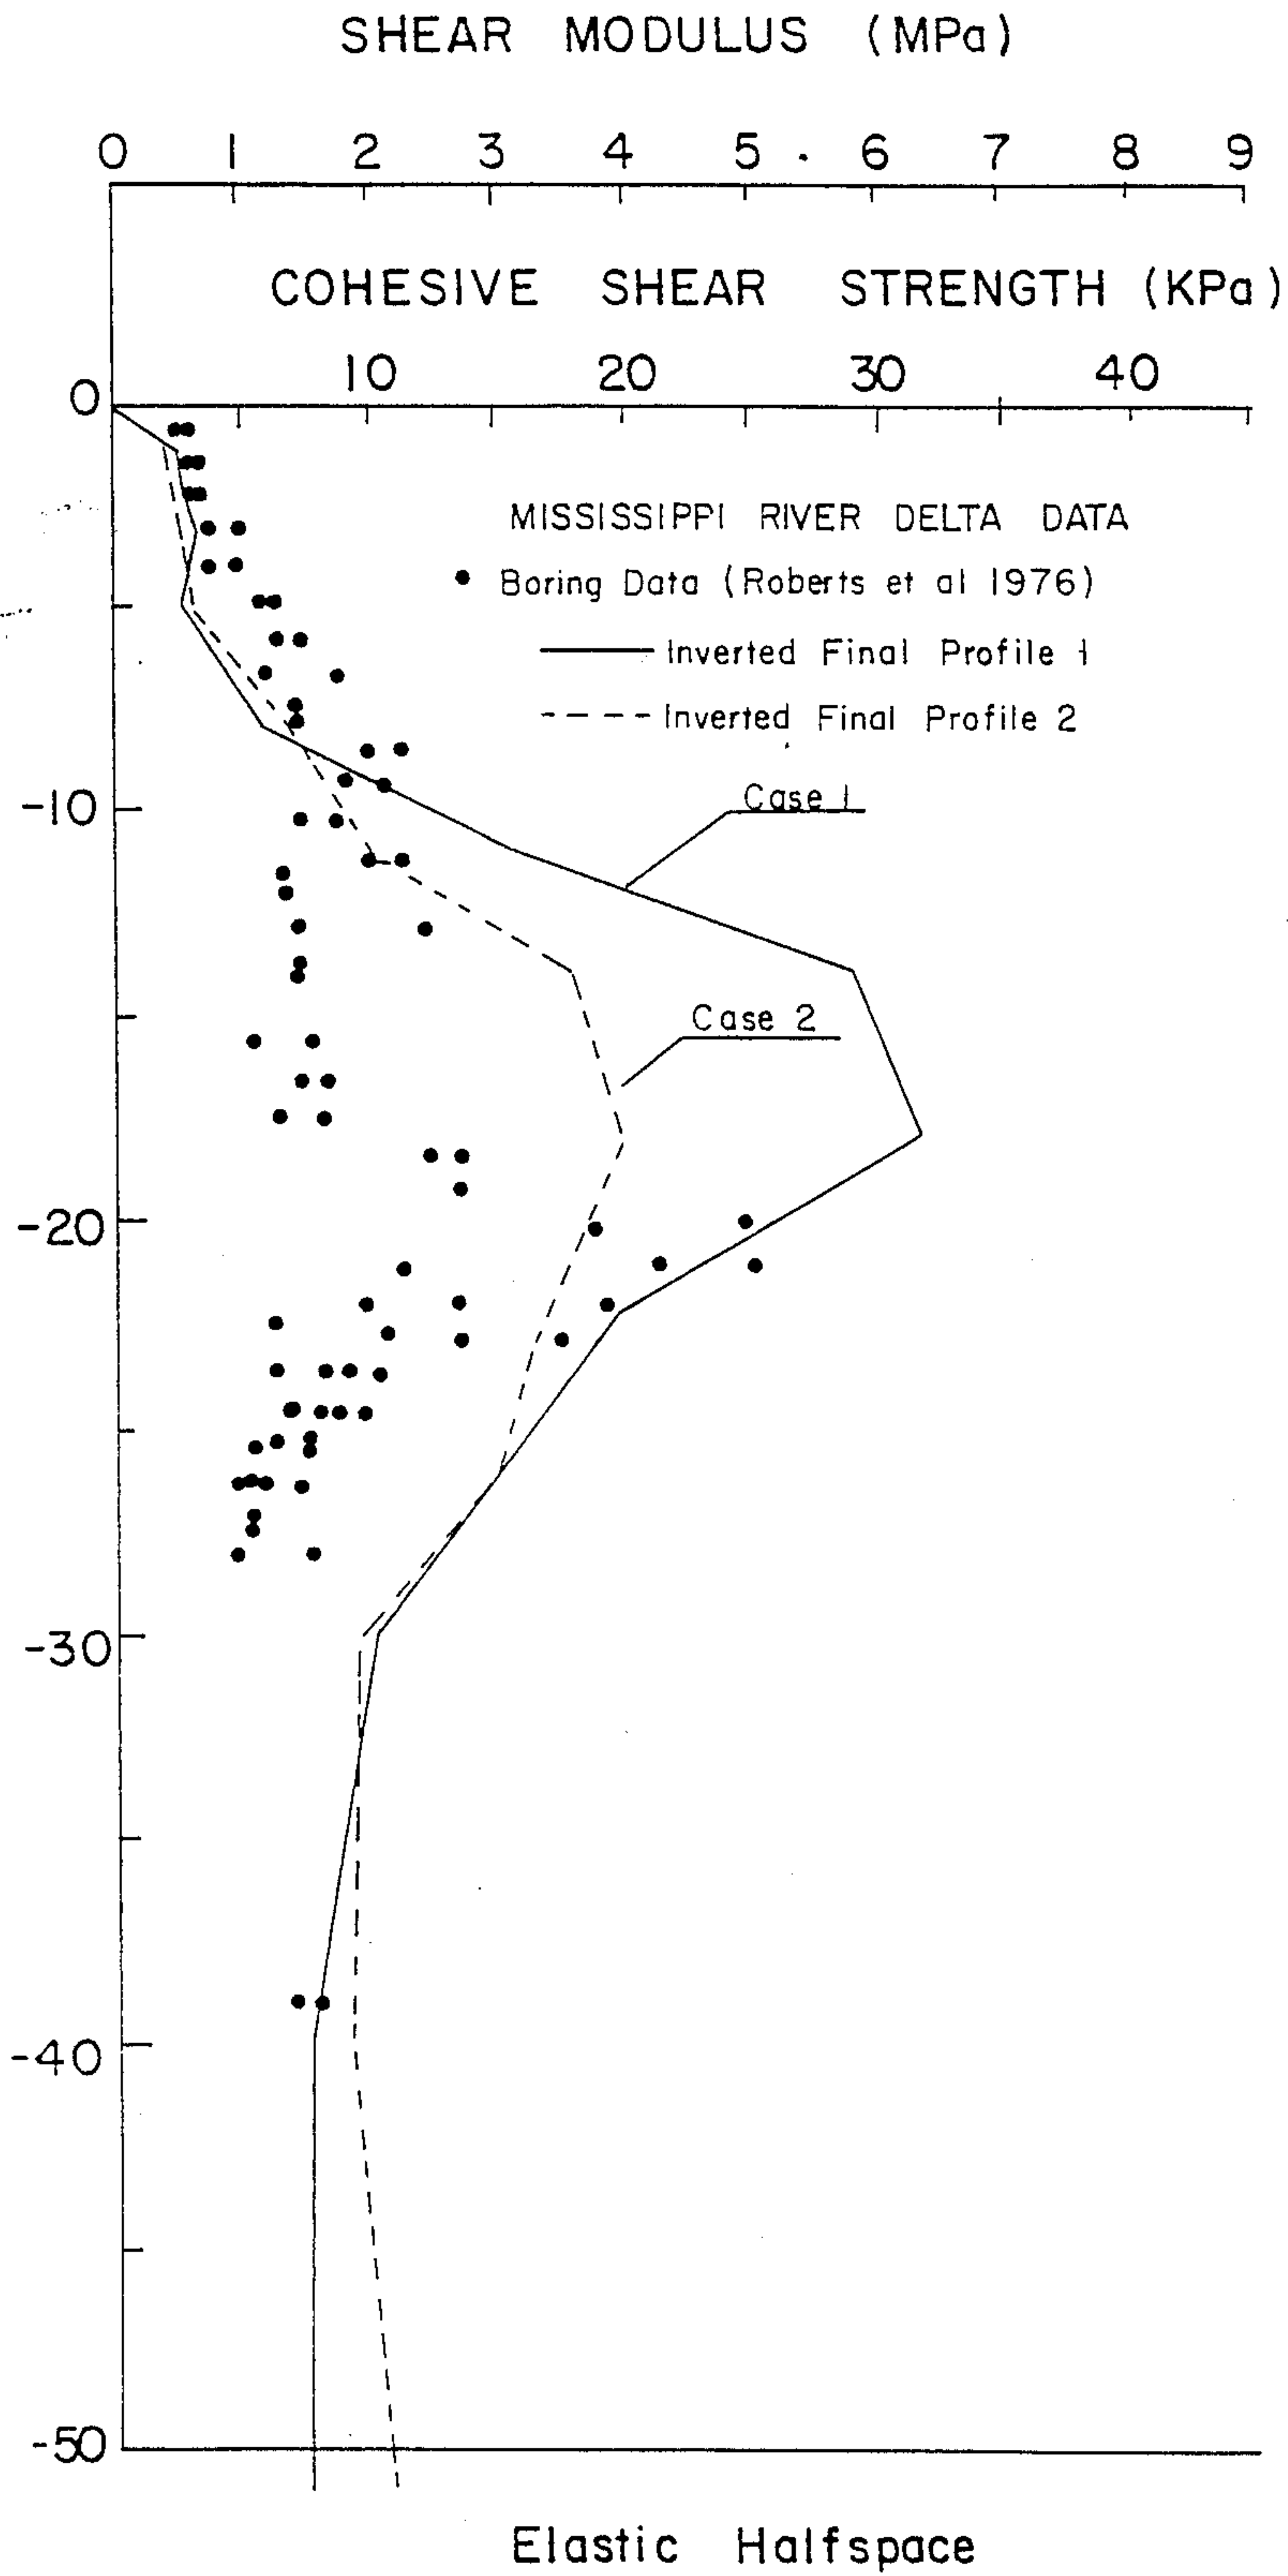 SHEAR MODULUS (MPa)
0 1 2 3 4 5 6 7 8 9
COHESIVE SHEAR STRENGTH (KPa)
10 20 30 40
0
MISSISSIPPI RIVER DELTA DATA
Boring Data (Roberts et al 1976)
Inverted Final Profile 1
Inverted Final Profile 2
-10
Case 1
Case 2
-20
-30
-40
-50
Elastic Halfspace